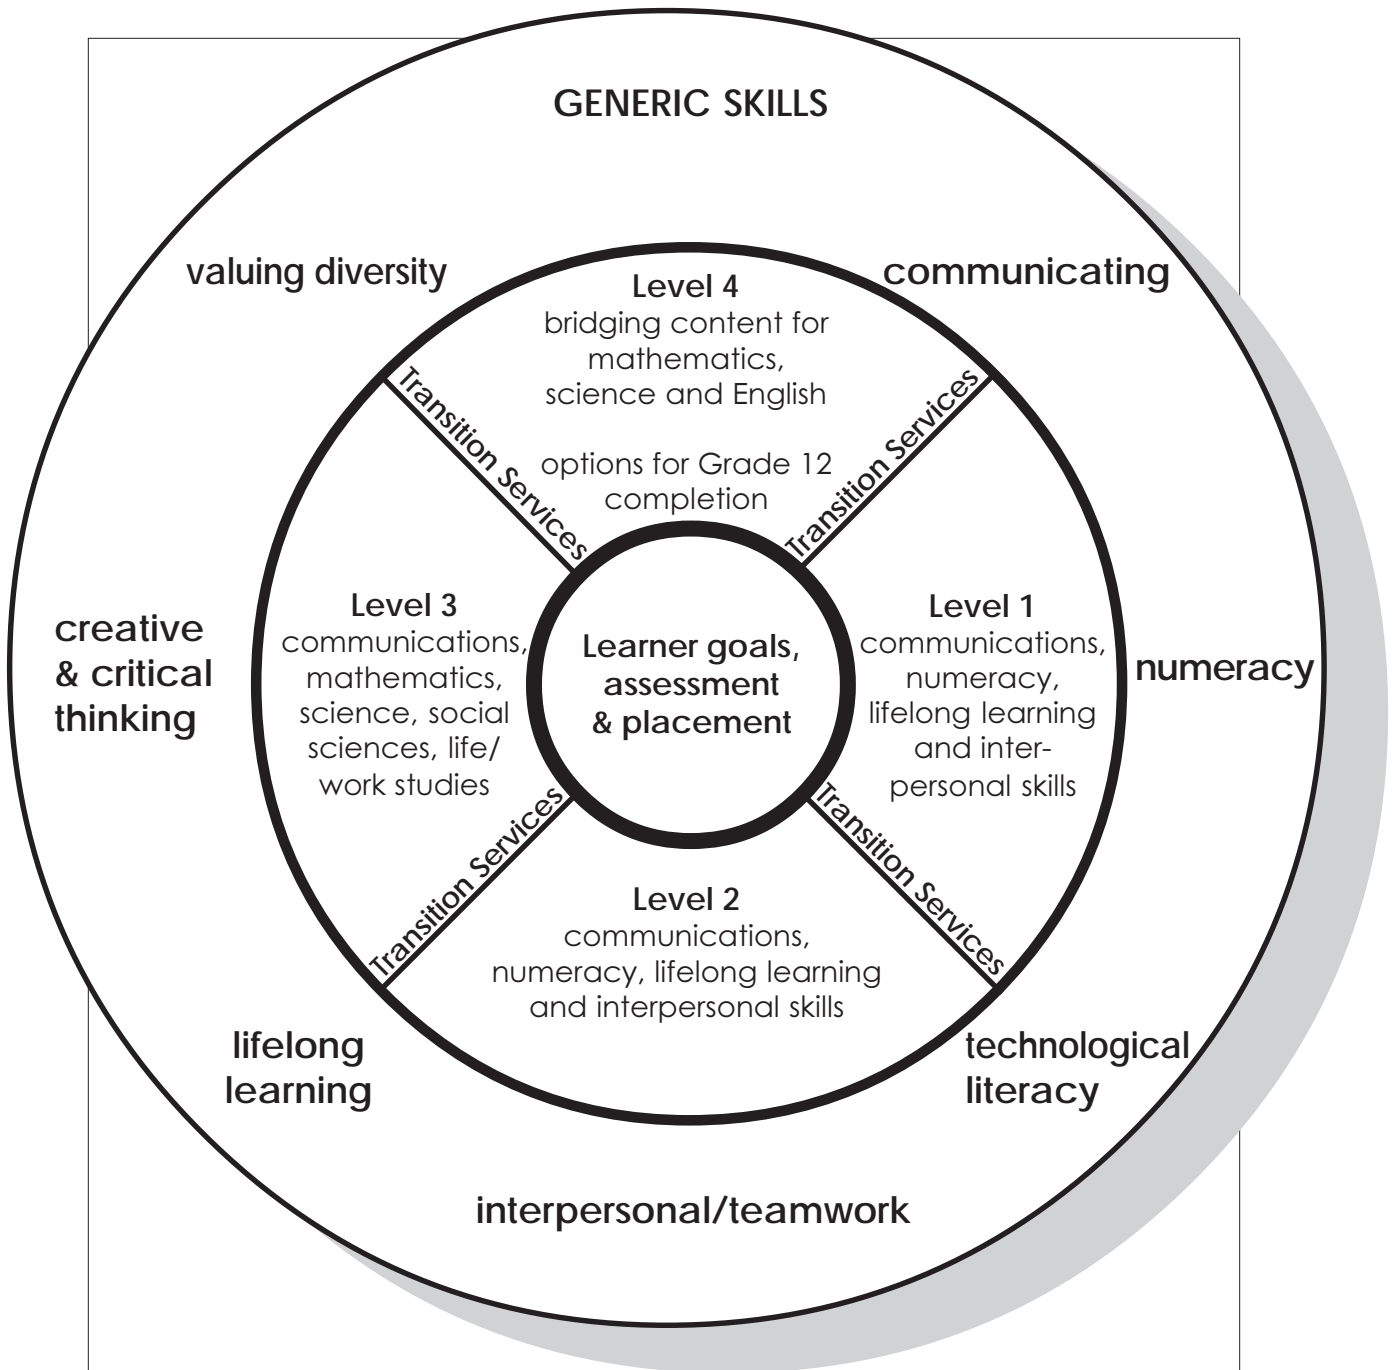 GENERIC SKILLS
valuing diversity
communicating
Level 4
bridging content for
mathematics,
science and English
options for Grade 12
completion
Transition Services
Transition Services
creative
& critical
thinking
Level 3
communications,
mathematics,
science, social
sciences, life/
work studies
Learner goals,
assessment
& placement
Level 1
communications,
numeracy,
lifelong learning
and inter-
personal skills
numeracy
Transition Services
Transition Services
Level 2
communications,
numeracy, lifelong learning
and interpersonal skills
lifelong
learning
technological
literacy
interpersonal/teamwork